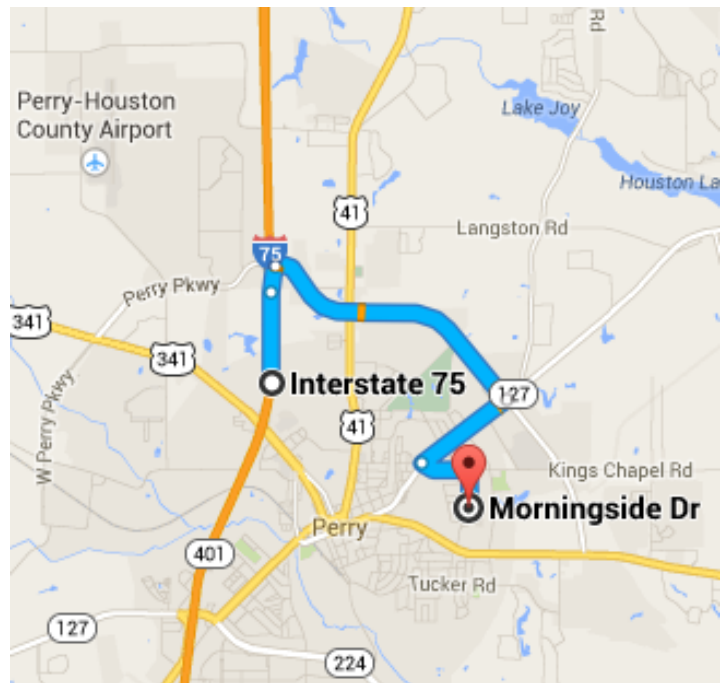 Rd
Perry-Houston
County Airport
Lake Joy
Houston La
41
Langston Rd
75
Perry Pkwy
341
341
Interstate 75
127
W Perry Pkwy
41
Kings Chapel Rd
Morningside Dr
Perry
401
Tucker Rd
127
224